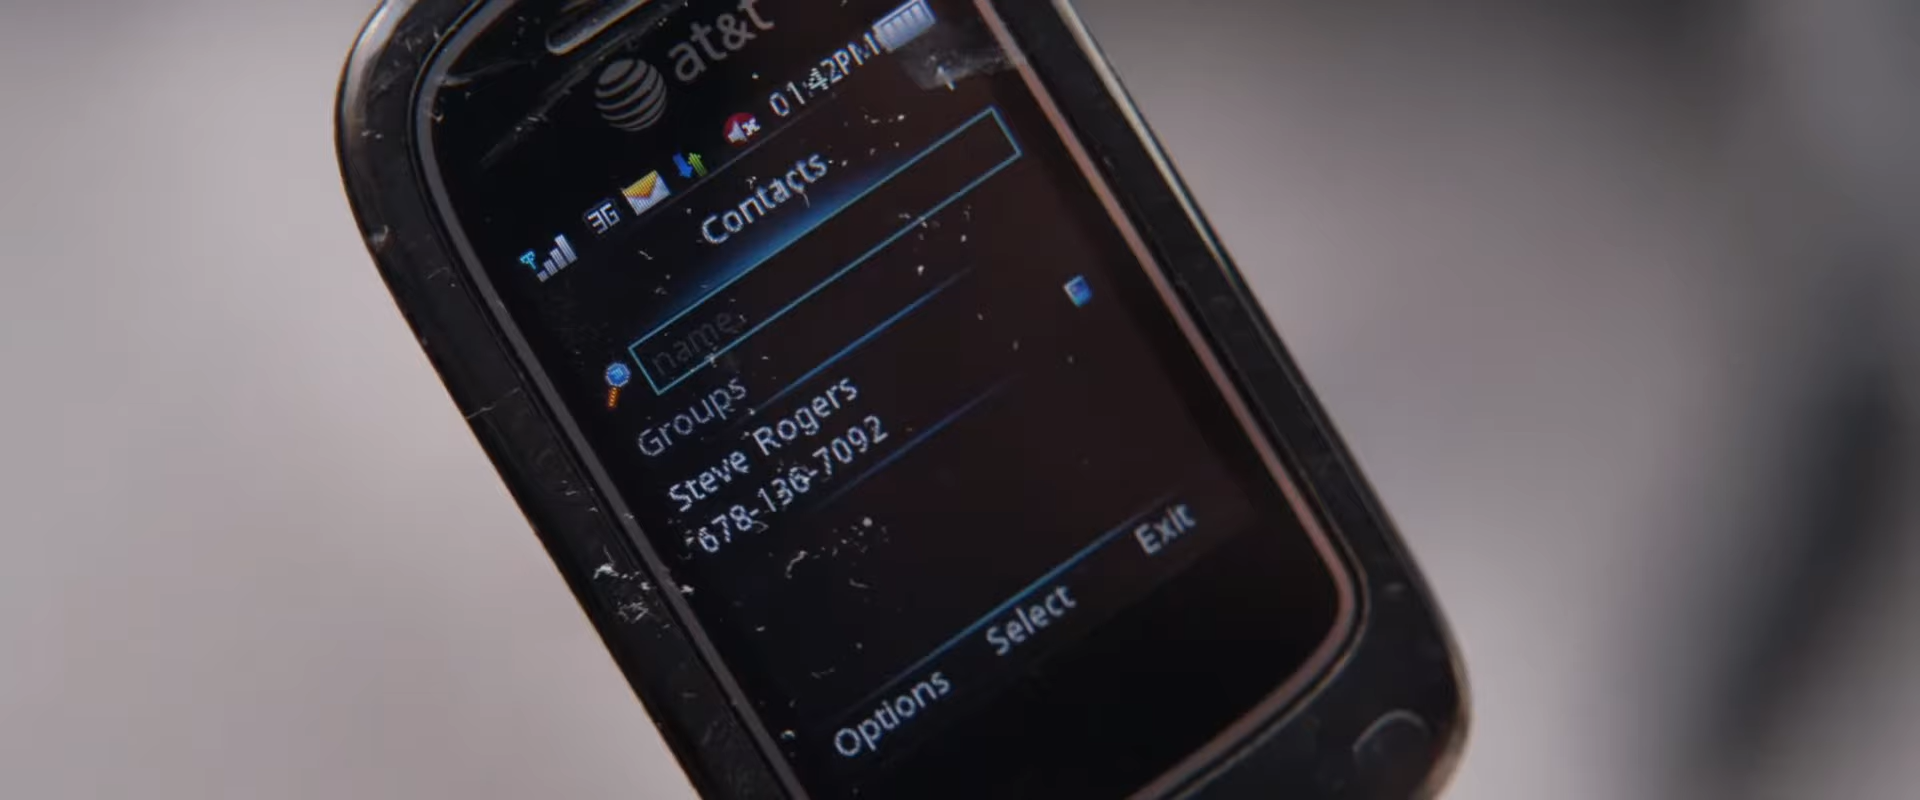 at&t
3G 01:42PM
Contacts
name
Groups
Steve Rogers
678-136-7092
Options Select Exit